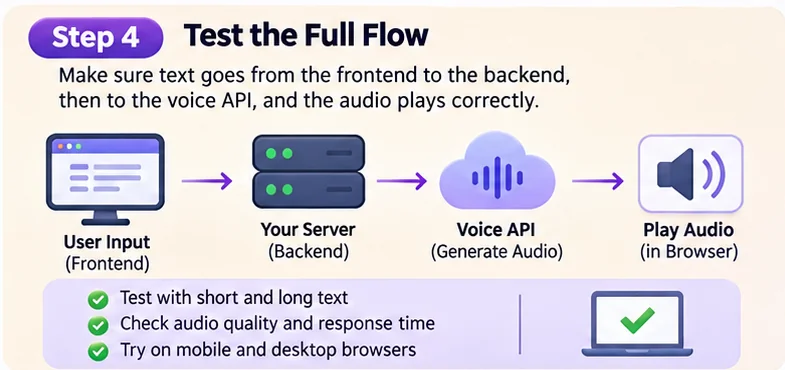 Step 4
Test the Full Flow
Make sure text goes from the frontend to the backend,
then to the voice API, and the audio plays correctly.
User Input
(Frontend)
Your Server
(Backend)
Voice API
(Generate Audio)
Play Audio
(in Browser)
Test with short and long text
Check audio quality and response time
Try on mobile and desktop browsers